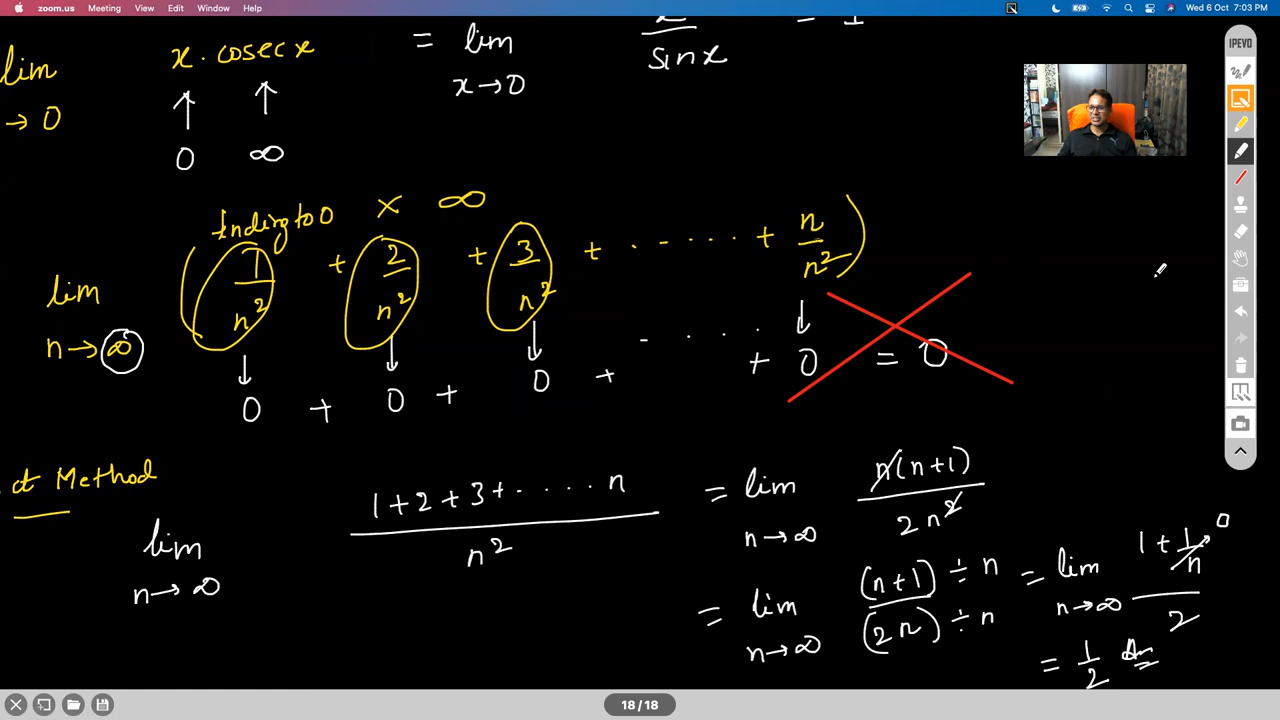 zoom.us Meeting View Edit Window Help Wed 6 Oct 7:03 PM
IPEVO
lim → 0 x . cosec x = lim x→0 sin x = 1
↑ ↑
0 ∞
tending to 0 × ∞
lim n→∞ ( 1/n² + 2/n² + 3/n² + ....... + n/n² )
↓ ↓ ↓ ↓
0 + 0 + 0 + ..... + 0 = 0
ct Method
lim n→∞ 1+2+3+.....n / n² = lim n→∞ n(n+1) / 2n²
= lim n→∞ (n+1) ÷ n / (2n) ÷ n = lim n→∞ 1 + 1/n → 0 / 2
= 1/2 Ans
18 / 18